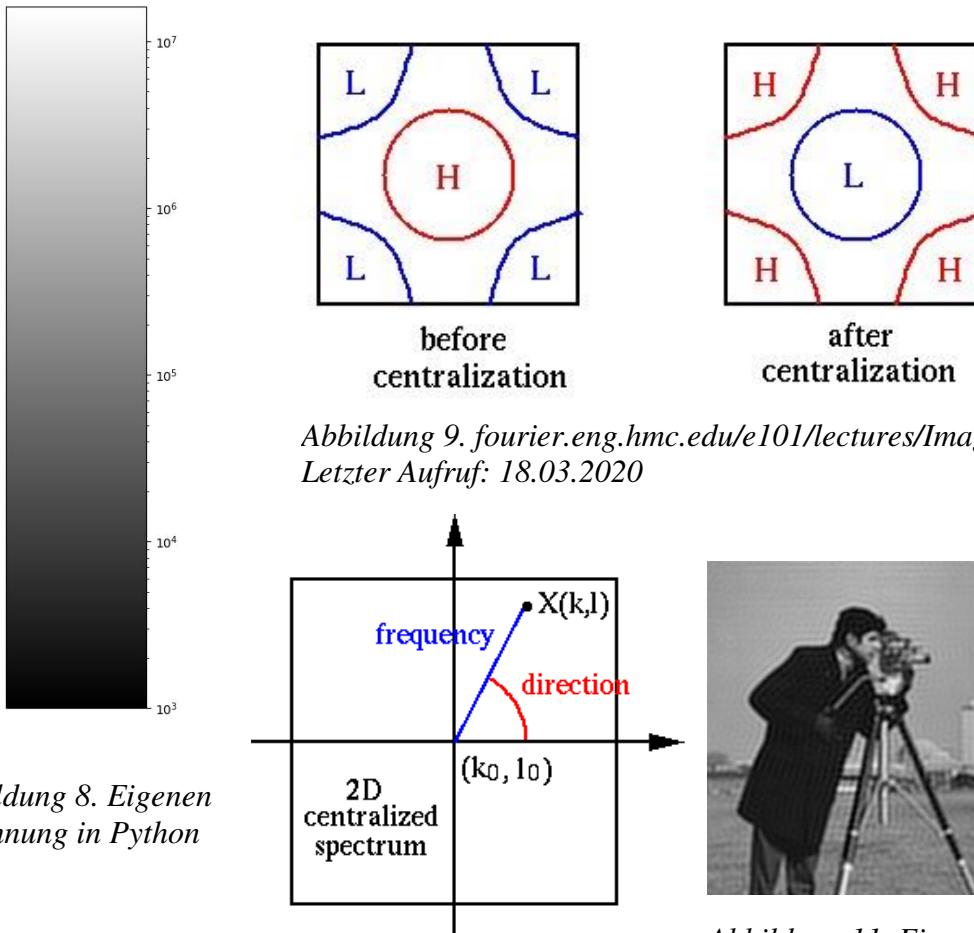 10⁷
10⁶
10⁵
10⁴
10³
L L
H
L L
before
centralization
H H
L
H H
after
centralization
Abbildung 9. fourier.eng.hmc.edu/e101/lectures/Imag
Letzter Aufruf: 18.03.2020
ldung 8. Eigenen
nnung in Python
X(k,l)
frequency
direction
(k₀, l₀)
2D
centralized
spectrum